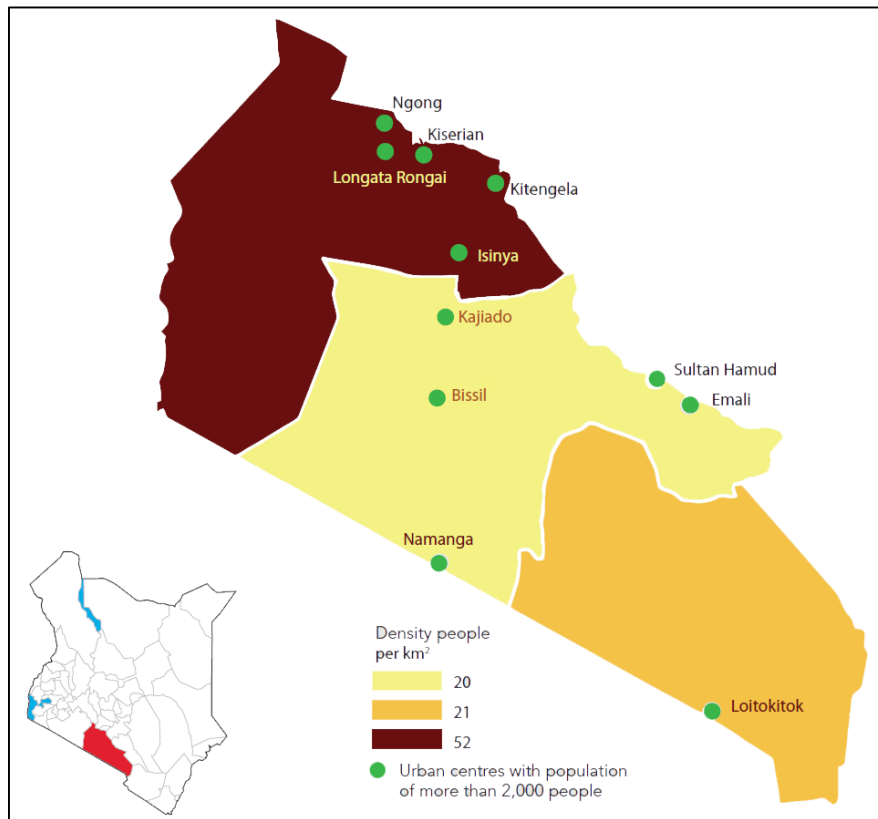 Ngong
Kiserian
Longata Rongai
Kitengela
Isinya
Kajiado
Sultan Hamud
Bissil
Emali
Namanga
Density people
per km²
20
21
52
Loitokitok
Urban centres with population
of more than 2,000 people